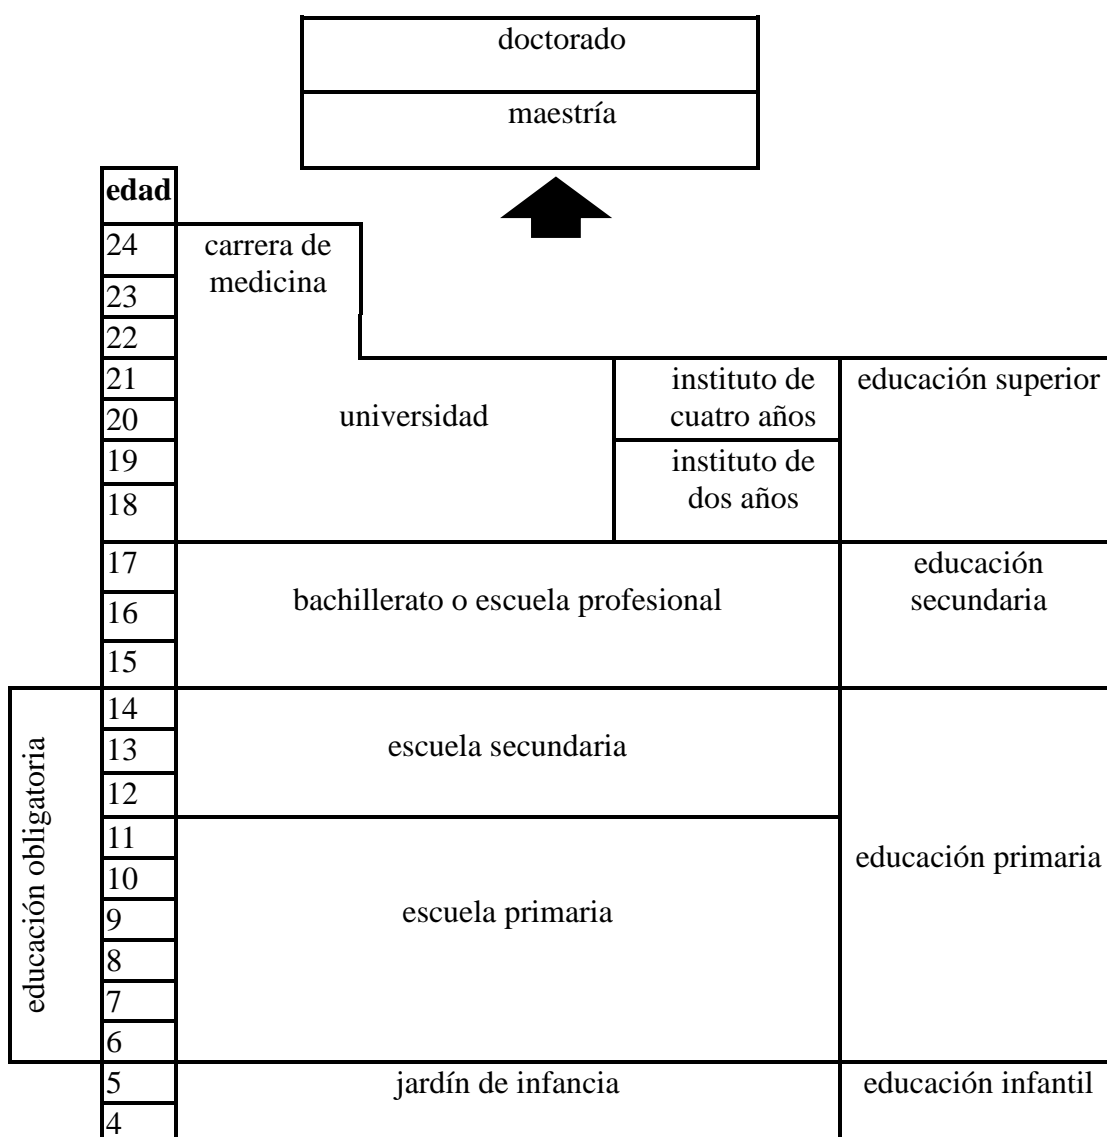 doctorado
maestría
edad
24
carrera de
medicina
23
22
21
instituto de
cuatro años
educación superior
20
universidad
19
instituto de
dos años
18
17
educación
secundaria
bachillerato o escuela profesional
16
15
educación obligatoria
14
13
escuela secundaria
12
11
10
educación primaria
9
escuela primaria
8
7
6
5
jardín de infancia
educación infantil
4